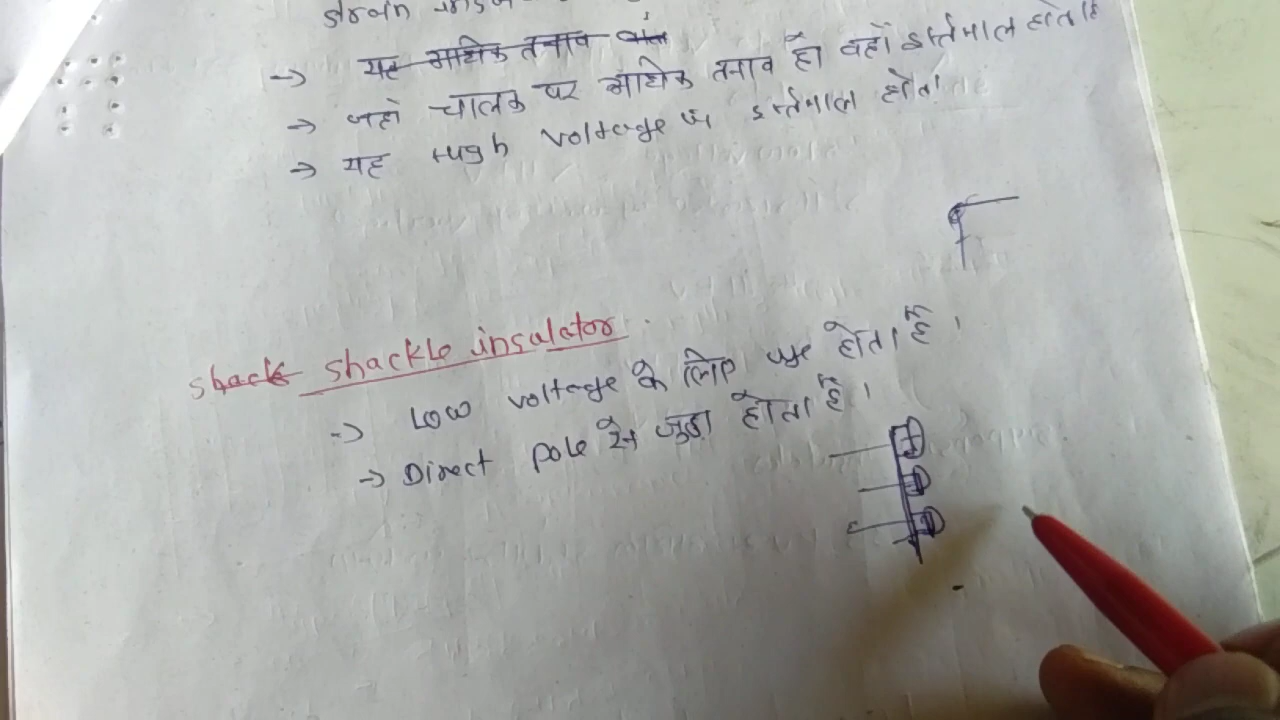 strain
→ यह अधिक तनाव वाले
→ जहाँ चालक पर अधिक तनाव हो वहाँ इस्तेमाल होता है
→ यह High voltage में इस्तेमाल होता
shack shackle insulator
→ Low voltage के लिए use होता है।
→ Direct pole से जुड़ा होता है।